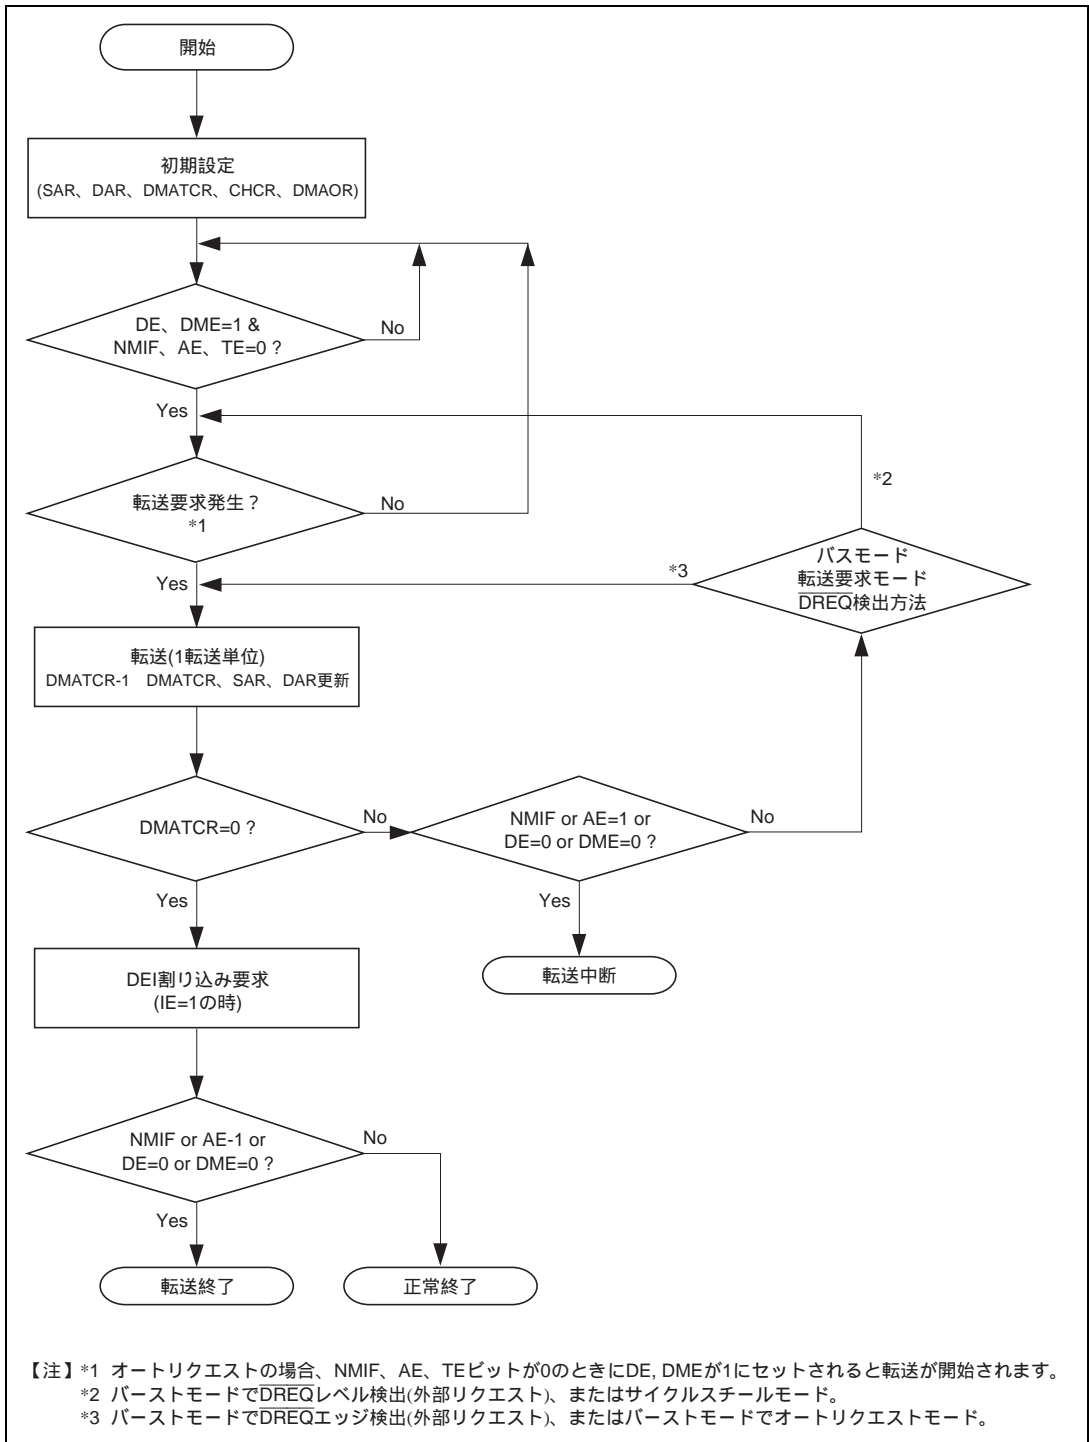 開始
初期設定
(SAR、DAR、DMATCR、CHCR、DMAOR)
DE、DME=1 &
NMIF、AE、TE=0 ?
No
Yes
*2
転送要求発生？
*1
No
バスモード
転送要求モード
DREQ検出方法
Yes
*3
転送(1転送単位)
DMATCR-1　DMATCR、SAR、DAR更新
DMATCR=0 ?
No
NMIF or AE=1 or
DE=0 or DME=0 ?
No
Yes
Yes
DEI割り込み要求
(IE=1の時)
転送中断
NMIF or AE-1 or
DE=0 or DME=0 ?
No
Yes
転送終了
正常終了
【注】*1 オートリクエストの場合、NMIF、AE、TEビットが0のときにDE, DMEが1にセットされると転送が開始されます。
*2 バーストモードでDREQレベル検出(外部リクエスト)、またはサイクルスチールモード。
*3 バーストモードでDREQエッジ検出(外部リクエスト)、またはバーストモードでオートリクエストモード。